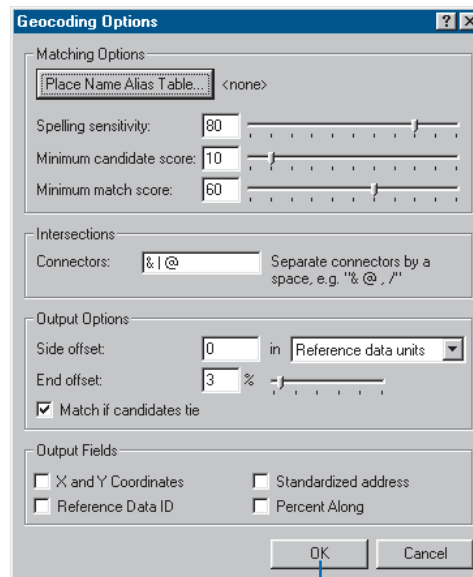 Geocoding Options
Matching Options
Place Name Alias Table... <none>
Spelling sensitivity: 80
Minimum candidate score: 10
Minimum match score: 60
Intersections
Connectors: & | @ Separate connectors by a
space, e.g. "& @ , /"
Output Options
Side offset: 0 in Reference data units
End offset: 3 %
Match if candidates tie
Output Fields
X and Y Coordinates Standardized address
Reference Data ID Percent Along
OK Cancel